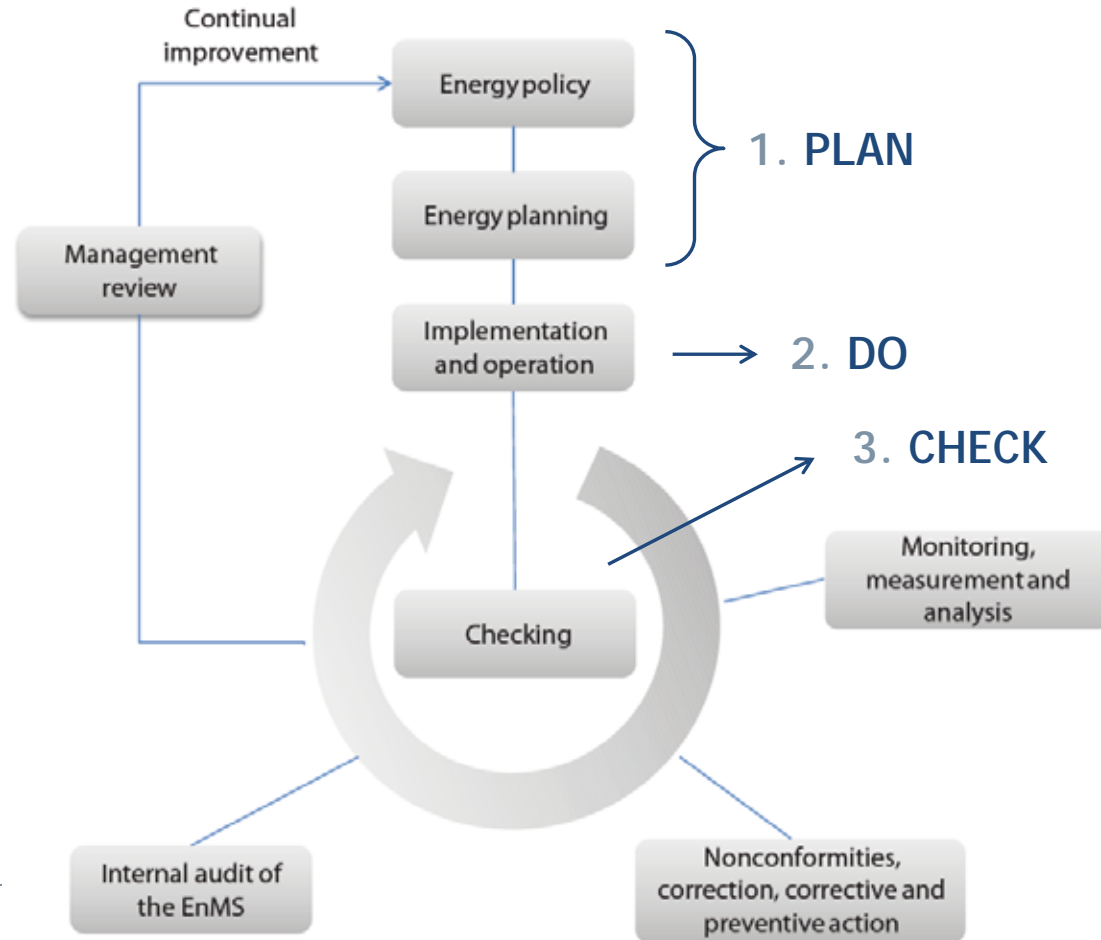 Continual
improvement
Energy policy
1. PLAN
Energy planning
Management
review
Implementation
and operation
2. DO
3. CHECK
Monitoring,
measurement and
analysis
Checking
Internal audit of
the EnMS
Nonconformities,
correction, corrective and
preventive action